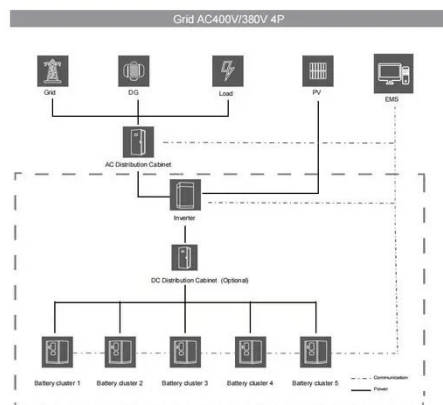 Grid AC400V/380V 4P
Grid
DG
Load
PV
EMS
AC Distribution Cabinet
Inverter
DC Distribution Cabinet (Optional)
Battery cluster 1
Battery cluster 2
Battery cluster 3
Battery cluster 4
Battery cluster 5
Communication
Power